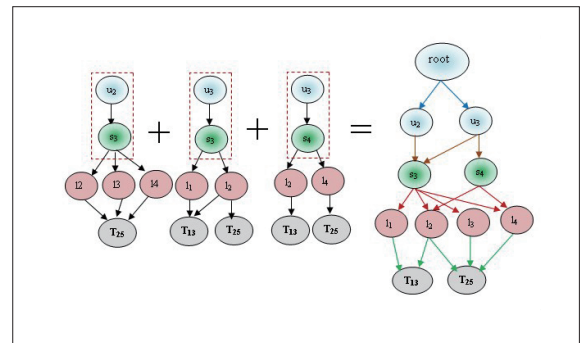 root
u₂ u₃ u₃ u₂ u₃
s₃ + s₃ + s₄ = s₃ s₄
l2 l3 l4 l₁ l₂ l₂ l₄ l₁ l₂ l₃ l₄
T₂₅ T₁₃ T₂₅ T₁₃ T₂₅ T₁₃ T₂₅